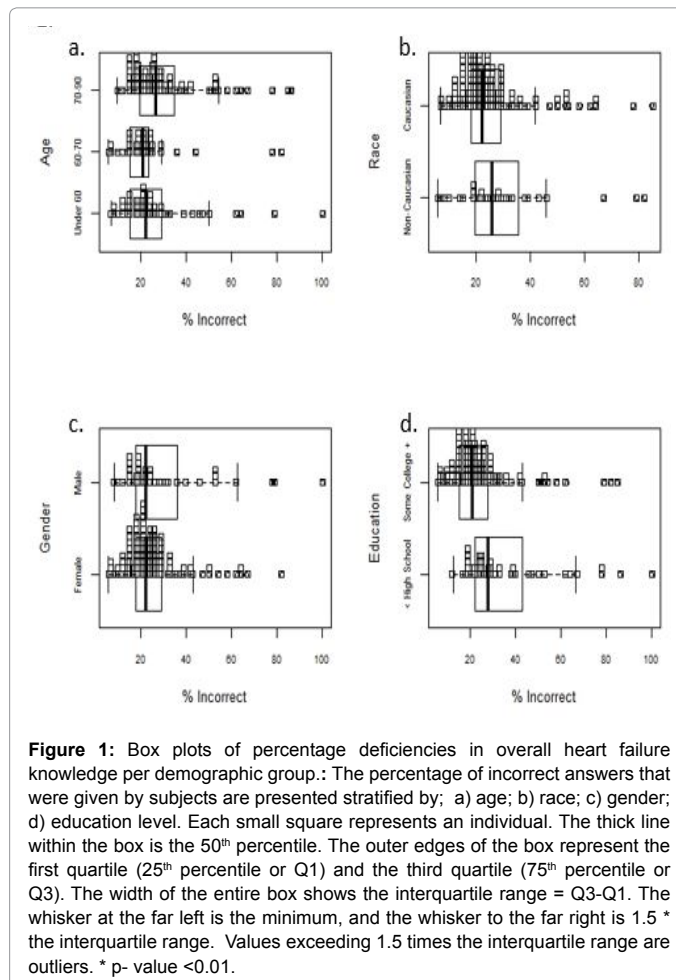 a.
70-90
60-70
Under 60
Age
20 40 60 80 100
% Incorrect
b.
Caucasian
Non-Caucasian
Race
20 40 60 80
% Incorrect
c.
Male
Female
Gender
20 40 60 80 100
% Incorrect
d.
Some College +
< High School
Education
20 40 60 80 100
% Incorrect
Figure 1: Box plots of percentage deficiencies in overall heart failure
knowledge per demographic group.: The percentage of incorrect answers that
were given by subjects are presented stratified by; a) age; b) race; c) gender;
d) education level. Each small square represents an individual. The thick line
within the box is the 50th percentile. The outer edges of the box represent the
first quartile (25th percentile or Q1) and the third quartile (75th percentile or
Q3). The width of the entire box shows the interquartile range = Q3-Q1. The
whisker at the far left is the minimum, and the whisker to the far right is 1.5 *
the interquartile range. Values exceeding 1.5 times the interquartile range are
outliers. * p- value <0.01.